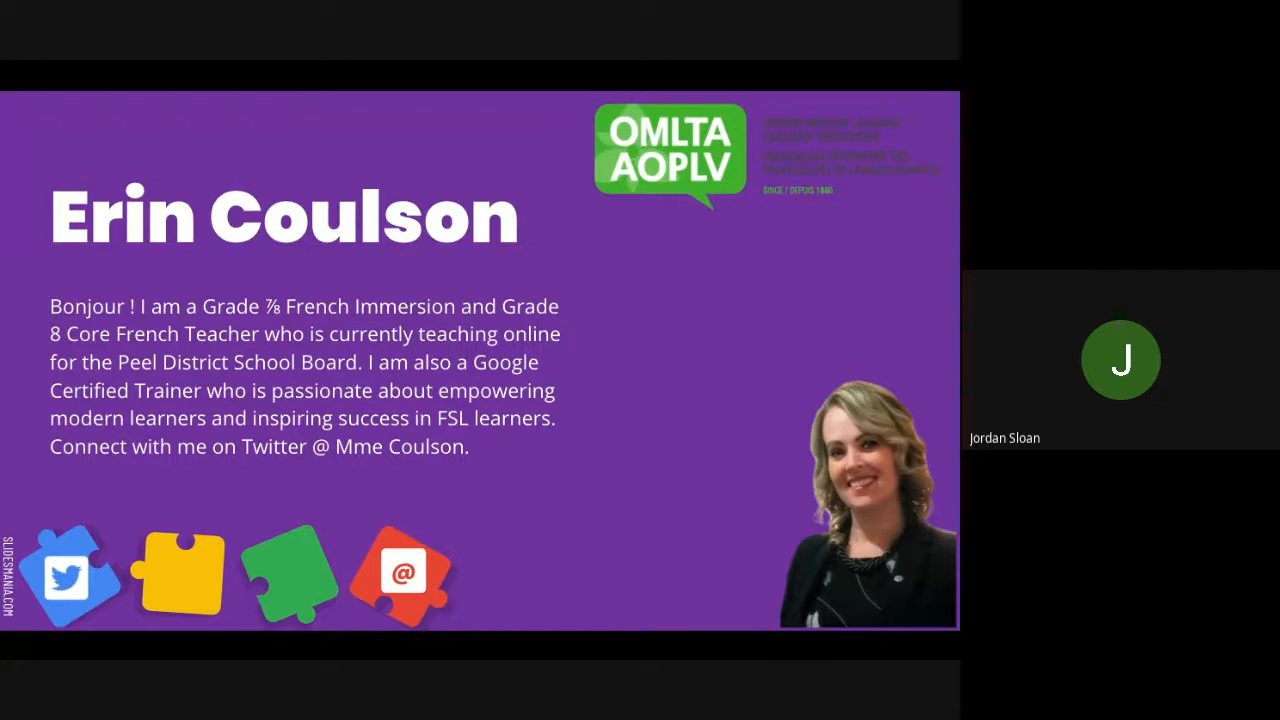 OMLTA
AOPLV
SINCE / DEPUIS 1886
Erin Coulson
Bonjour ! I am a Grade ⅞ French Immersion and Grade
8 Core French Teacher who is currently teaching online
for the Peel District School Board. I am also a Google
Certified Trainer who is passionate about empowering
modern learners and inspiring success in FSL learners.
Connect with me on Twitter @ Mme Coulson.
@
SLIDESMANIA.COM
J
Jordan Sloan